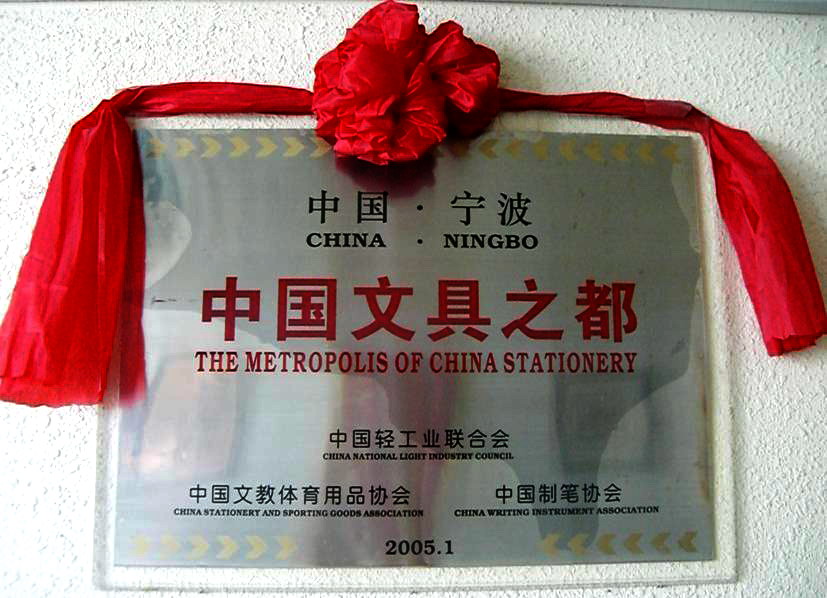 中国 · 宁波
CHINA · NINGBO
中国文具之都
THE METROPOLIS OF CHINA STATIONERY
中国轻工业联合会
CHINA NATIONAL LIGHT INDUSTRY COUNCIL
中国文教体育用品协会 中国制笔协会
CHINA STATIONERY AND SPORTING GOODS ASSOCIATION CHINA WRITING INSTRUMENT ASSOCIATION
2005.1